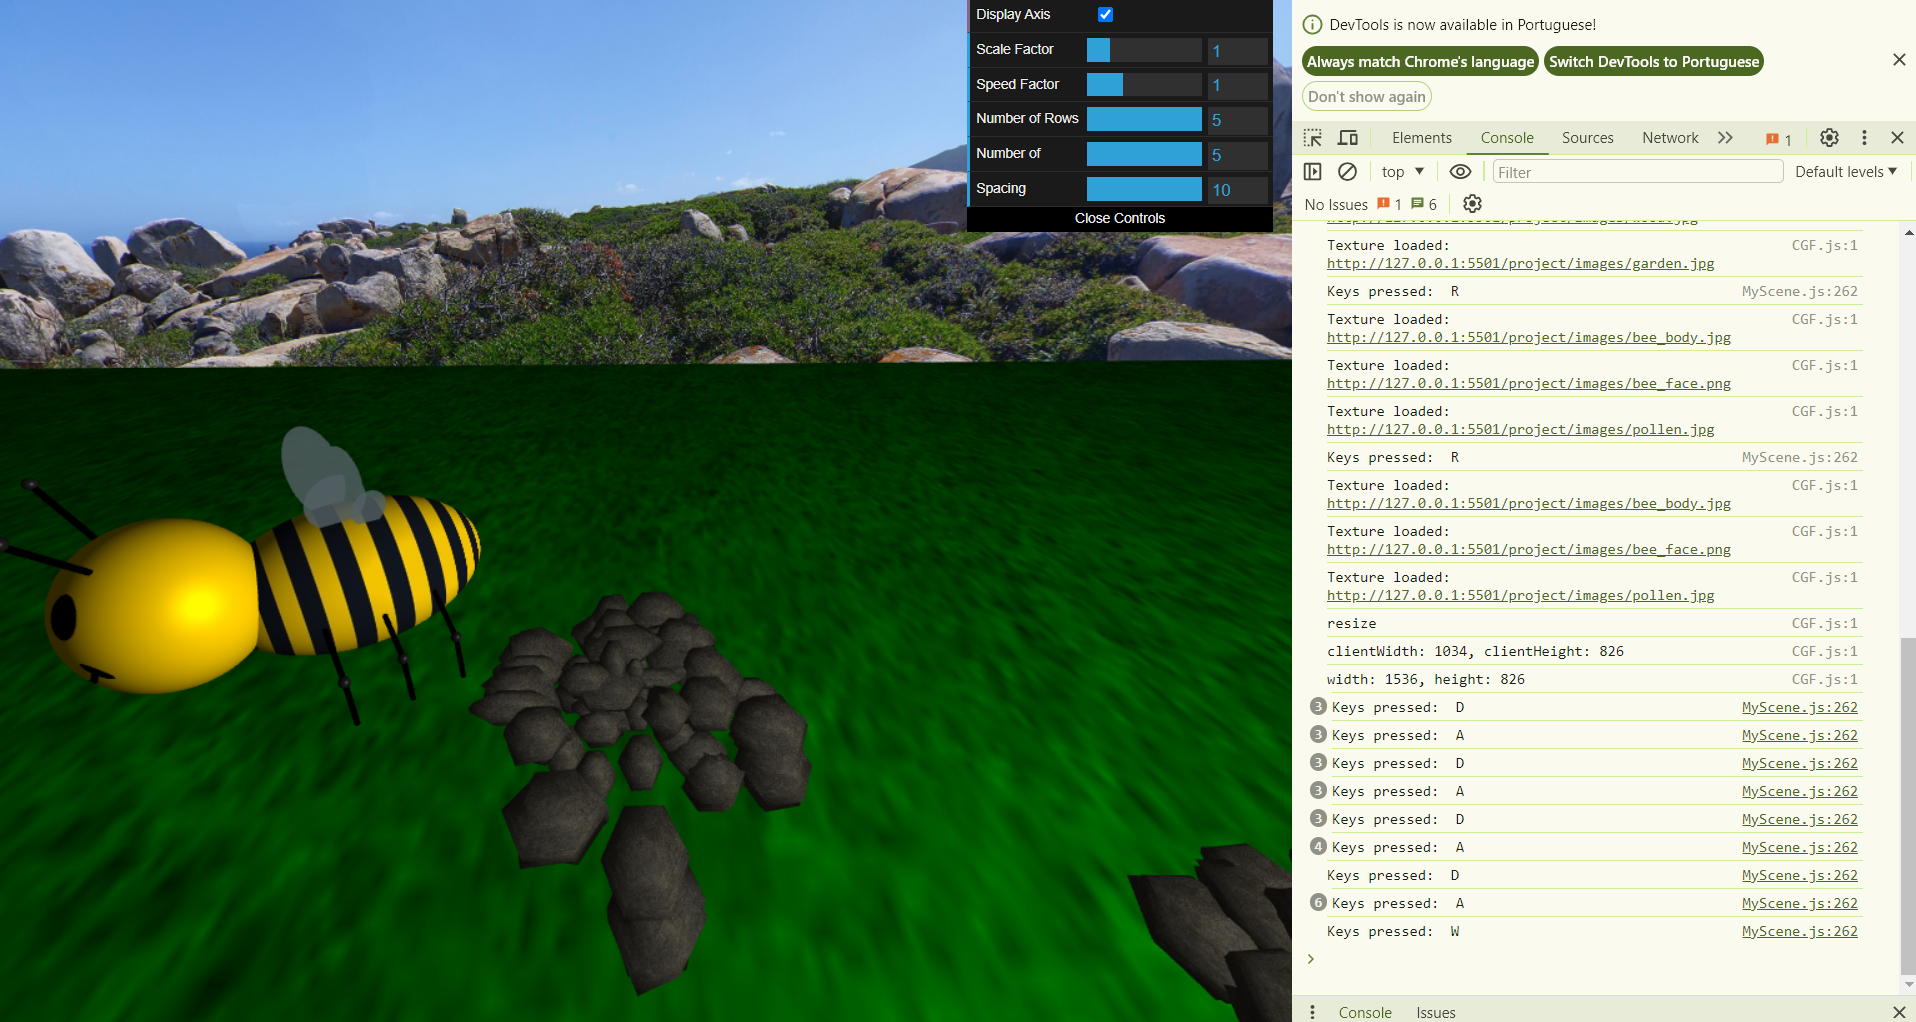 Display Axis
Scale Factor 1
Speed Factor 1
Number of Rows 5
Number of 5
Spacing 10
Close Controls
DevTools is now available in Portuguese!
Always match Chrome's language Switch DevTools to Portuguese
Don't show again
Elements Console Sources Network 1
top Filter Default levels
No Issues 1 6
Texture loaded: CGF.js:1
http://127.0.0.1:5501/project/images/garden.jpg
Keys pressed: R MyScene.js:262
Texture loaded: CGF.js:1
http://127.0.0.1:5501/project/images/bee_body.jpg
Texture loaded: CGF.js:1
http://127.0.0.1:5501/project/images/bee_face.png
Texture loaded: CGF.js:1
http://127.0.0.1:5501/project/images/pollen.jpg
Keys pressed: R MyScene.js:262
Texture loaded: CGF.js:1
http://127.0.0.1:5501/project/images/bee_body.jpg
Texture loaded: CGF.js:1
http://127.0.0.1:5501/project/images/bee_face.png
Texture loaded: CGF.js:1
http://127.0.0.1:5501/project/images/pollen.jpg
resize CGF.js:1
clientWidth: 1034, clientHeight: 826 CGF.js:1
width: 1536, height: 826 CGF.js:1
3 Keys pressed: D MyScene.js:262
3 Keys pressed: A MyScene.js:262
3 Keys pressed: D MyScene.js:262
3 Keys pressed: A MyScene.js:262
3 Keys pressed: D MyScene.js:262
4 Keys pressed: A MyScene.js:262
Keys pressed: D MyScene.js:262
6 Keys pressed: A MyScene.js:262
Keys pressed: W MyScene.js:262
Console Issues